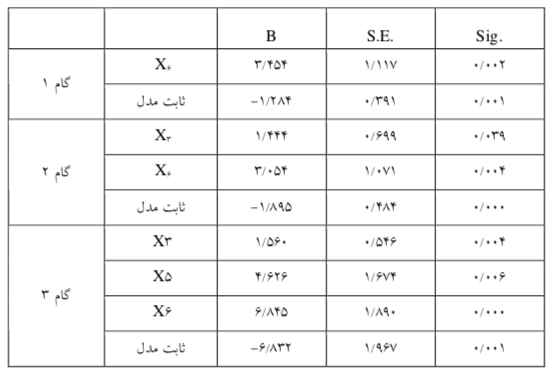 B S.E. Sig.
گام ۱ X۶ ۳/۴۵۴ ۱/۱۱۷ ۰/۰۰۲
ثابت مدل −۱/۲۸۴ ۰/۳۹۱ ۰/۰۰۱
گام ۲ X۳ ۱/۴۴۴ ۰/۶۹۹ ۰/۰۳۹
X۶ ۳/۰۵۴ ۱/۰۷۱ ۰/۰۰۴
ثابت مدل −۱/۸۹۵ ۰/۴۸۴ ۰/۰۰۰
گام ۳ X۳ ۱/۵۶۰ ۰/۵۴۶ ۰/۰۰۴
X۵ ۴/۶۲۶ ۱/۶۷۴ ۰/۰۰۶
X۶ ۶/۸۴۵ ۱/۸۹۰ ۰/۰۰۰
ثابت مدل −۶/۸۳۲ ۱/۹۶۷ ۰/۰۰۱